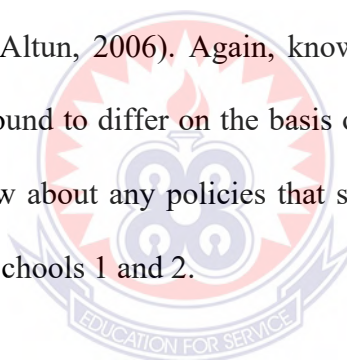 Altun, 2006). Again, know
ound to differ on the basis
w about any policies that s
chools 1 and 2.
EDUCATION FOR SERVICE